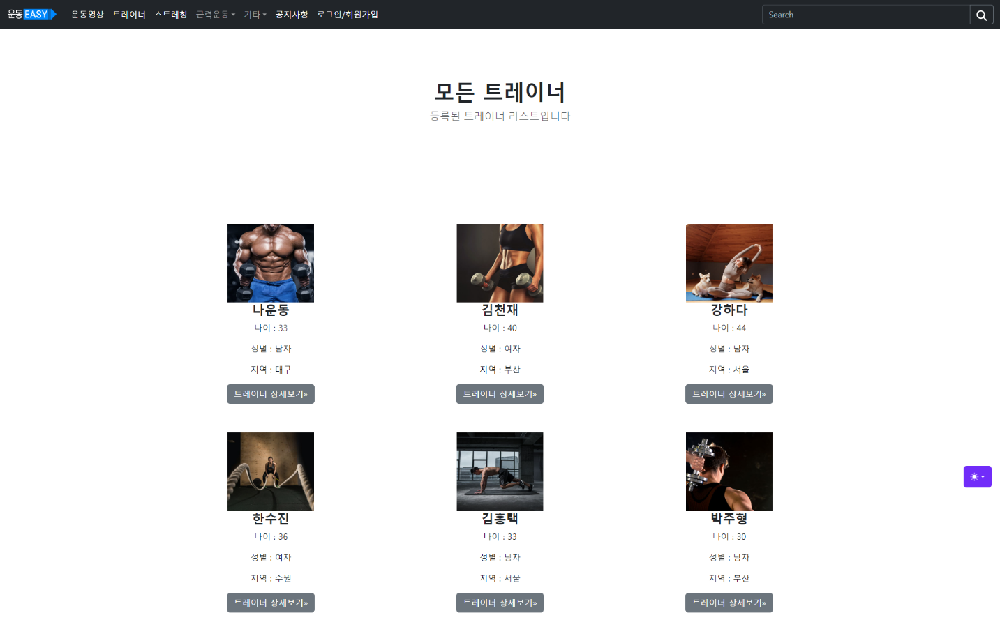 운동EASY 운동영상 트레이너 스트레칭 근력운동 기타 공지사항 로그인/회원가입 Search
모든 트레이너
등록된 트레이너 리스트입니다
나운동 김천재 강하다
나이 : 33 나이 : 40 나이 : 44
성별 : 남자 성별 : 여자 성별 : 남자
지역 : 대구 지역 : 부산 지역 : 서울
트레이너 상세보기» 트레이너 상세보기» 트레이너 상세보기»
한수진 김홍택 박주형
나이 : 36 나이 : 33 나이 : 30
성별 : 여자 성별 : 남자 성별 : 남자
지역 : 수원 지역 : 서울 지역 : 부산
트레이너 상세보기» 트레이너 상세보기» 트레이너 상세보기»